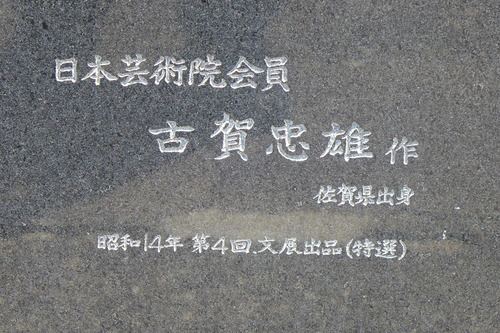 日本芸術院会員
古賀忠雄作
佐賀県出身
昭和14年 第4回.文展出品(特選)